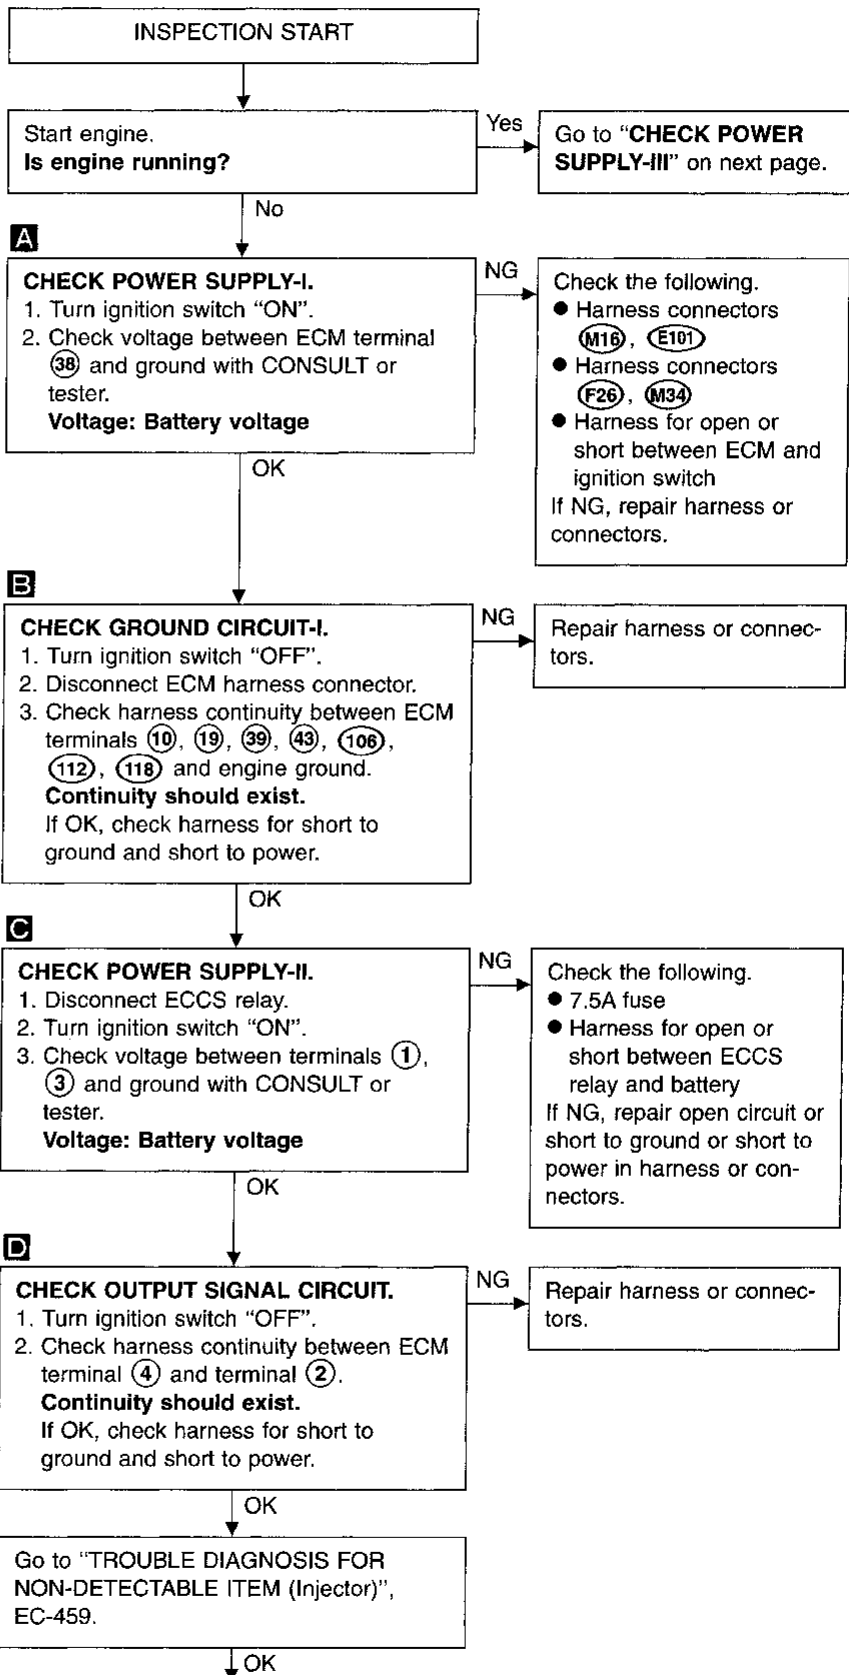 INSPECTION START
Start engine.
Is engine running?
Yes
Go to “CHECK POWER
SUPPLY-III” on next page.
No
A
CHECK POWER SUPPLY-I.
1. Turn ignition switch “ON”.
2. Check voltage between ECM terminal
38 and ground with CONSULT or
tester.
Voltage: Battery voltage
NG
Check the following.
● Harness connectors
M16, E101
● Harness connectors
F26, M34
● Harness for open or
short between ECM and
ignition switch
If NG, repair harness or
connectors.
OK
B
CHECK GROUND CIRCUIT-I.
1. Turn ignition switch “OFF”.
2. Disconnect ECM harness connector.
3. Check harness continuity between ECM
terminals 10, 19, 39, 43, 106,
112, 118 and engine ground.
Continuity should exist.
If OK, check harness for short to
ground and short to power.
NG
Repair harness or connec-
tors.
OK
C
CHECK POWER SUPPLY-II.
1. Disconnect ECCS relay.
2. Turn ignition switch “ON”.
3. Check voltage between terminals 1,
3 and ground with CONSULT or
tester.
Voltage: Battery voltage
NG
Check the following.
● 7.5A fuse
● Harness for open or
short between ECCS
relay and battery
If NG, repair open circuit or
short to ground or short to
power in harness or con-
nectors.
OK
D
CHECK OUTPUT SIGNAL CIRCUIT.
1. Turn ignition switch “OFF”.
2. Check harness continuity between ECM
terminal 4 and terminal 2.
Continuity should exist.
If OK, check harness for short to
ground and short to power.
NG
Repair harness or connec-
tors.
OK
Go to “TROUBLE DIAGNOSIS FOR
NON-DETECTABLE ITEM (Injector)”,
EC-459.
OK